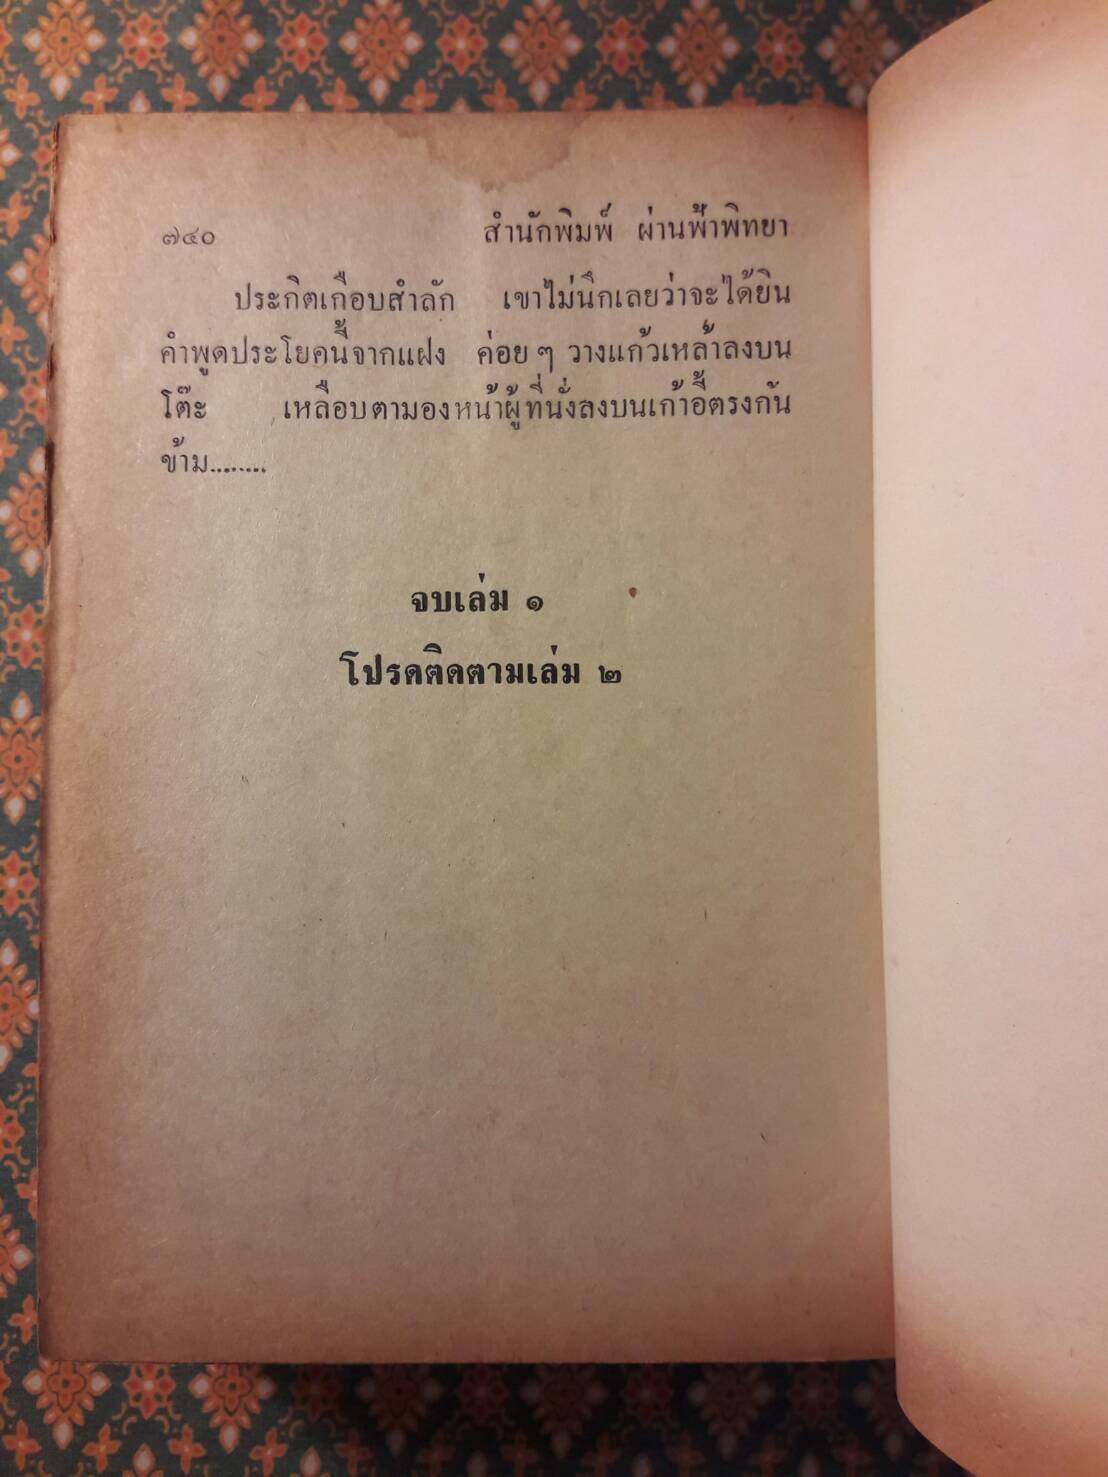 ๗๔๐ สำนักพิมพ์ ผ่านฟ้าพิทยา
ประกิตเกือบสำลัก เขาไม่นึกเลยว่าจะได้ยิน
คำพูดประโยคนี้จากแฝง ค่อยๆ วางแก้วเหล้าลงบน
โต๊ะ เหลือบตามองหน้าผู้ที่นั่งลงบนเก้าอี้ตรงกัน
ข้าม........
จบเล่ม ๑
โปรดติดตามเล่ม ๒